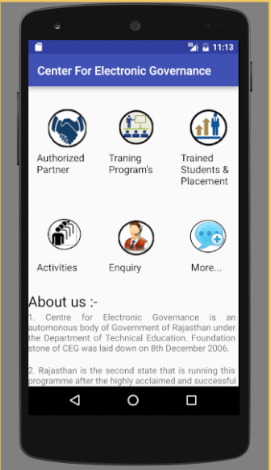 11:13
Center For Electronic Governance
Authorized Partner
Traning Program's
Trained Students & Placement
Activities
Enquiry
More...
About us :-
1. Centre for Electronic Governance is an
autonomous body of Government of Rajasthan under
the Department of Technical Education. Foundation
stone of CEG was laid down on 8th December 2006.
2. Rajasthan is the second state that is running this
programme after the highly acclaimed and successful